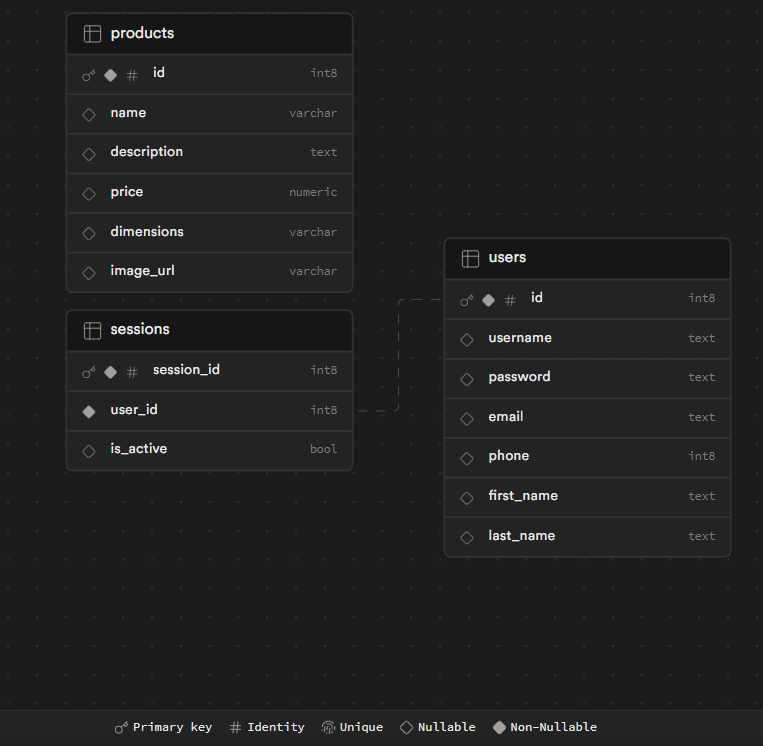 products
id int8
name varchar
description text
price numeric
dimensions varchar
image_url varchar
sessions
session_id int8
user_id int8
is_active bool
users
id int8
username text
password text
email text
phone int8
first_name text
last_name text
Primary key # Identity Unique Nullable Non-Nullable